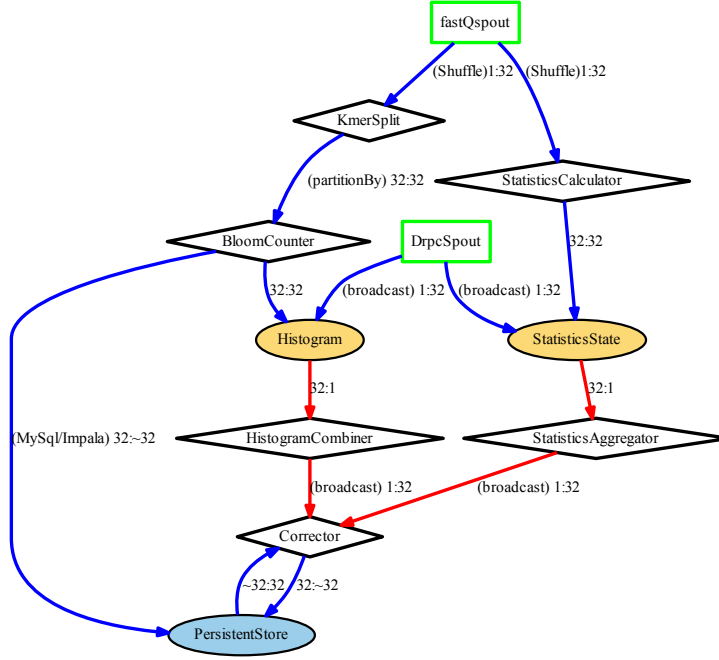 fastQspout
(Shuffle)1:32
(Shuffle)1:32
KmerSplit
(partitionBy) 32:32
StatisticsCalculator
BloomCounter
DrpcSpout
32:32
32:32
(broadcast) 1:32
(broadcast) 1:32
Histogram
StatisticsState
32:1
32:1
(MySql/Impala) 32:~32
HistogramCombiner
StatisticsAggregator
(broadcast) 1:32
(broadcast) 1:32
Corrector
~32:32
32:~32
PersistentStore